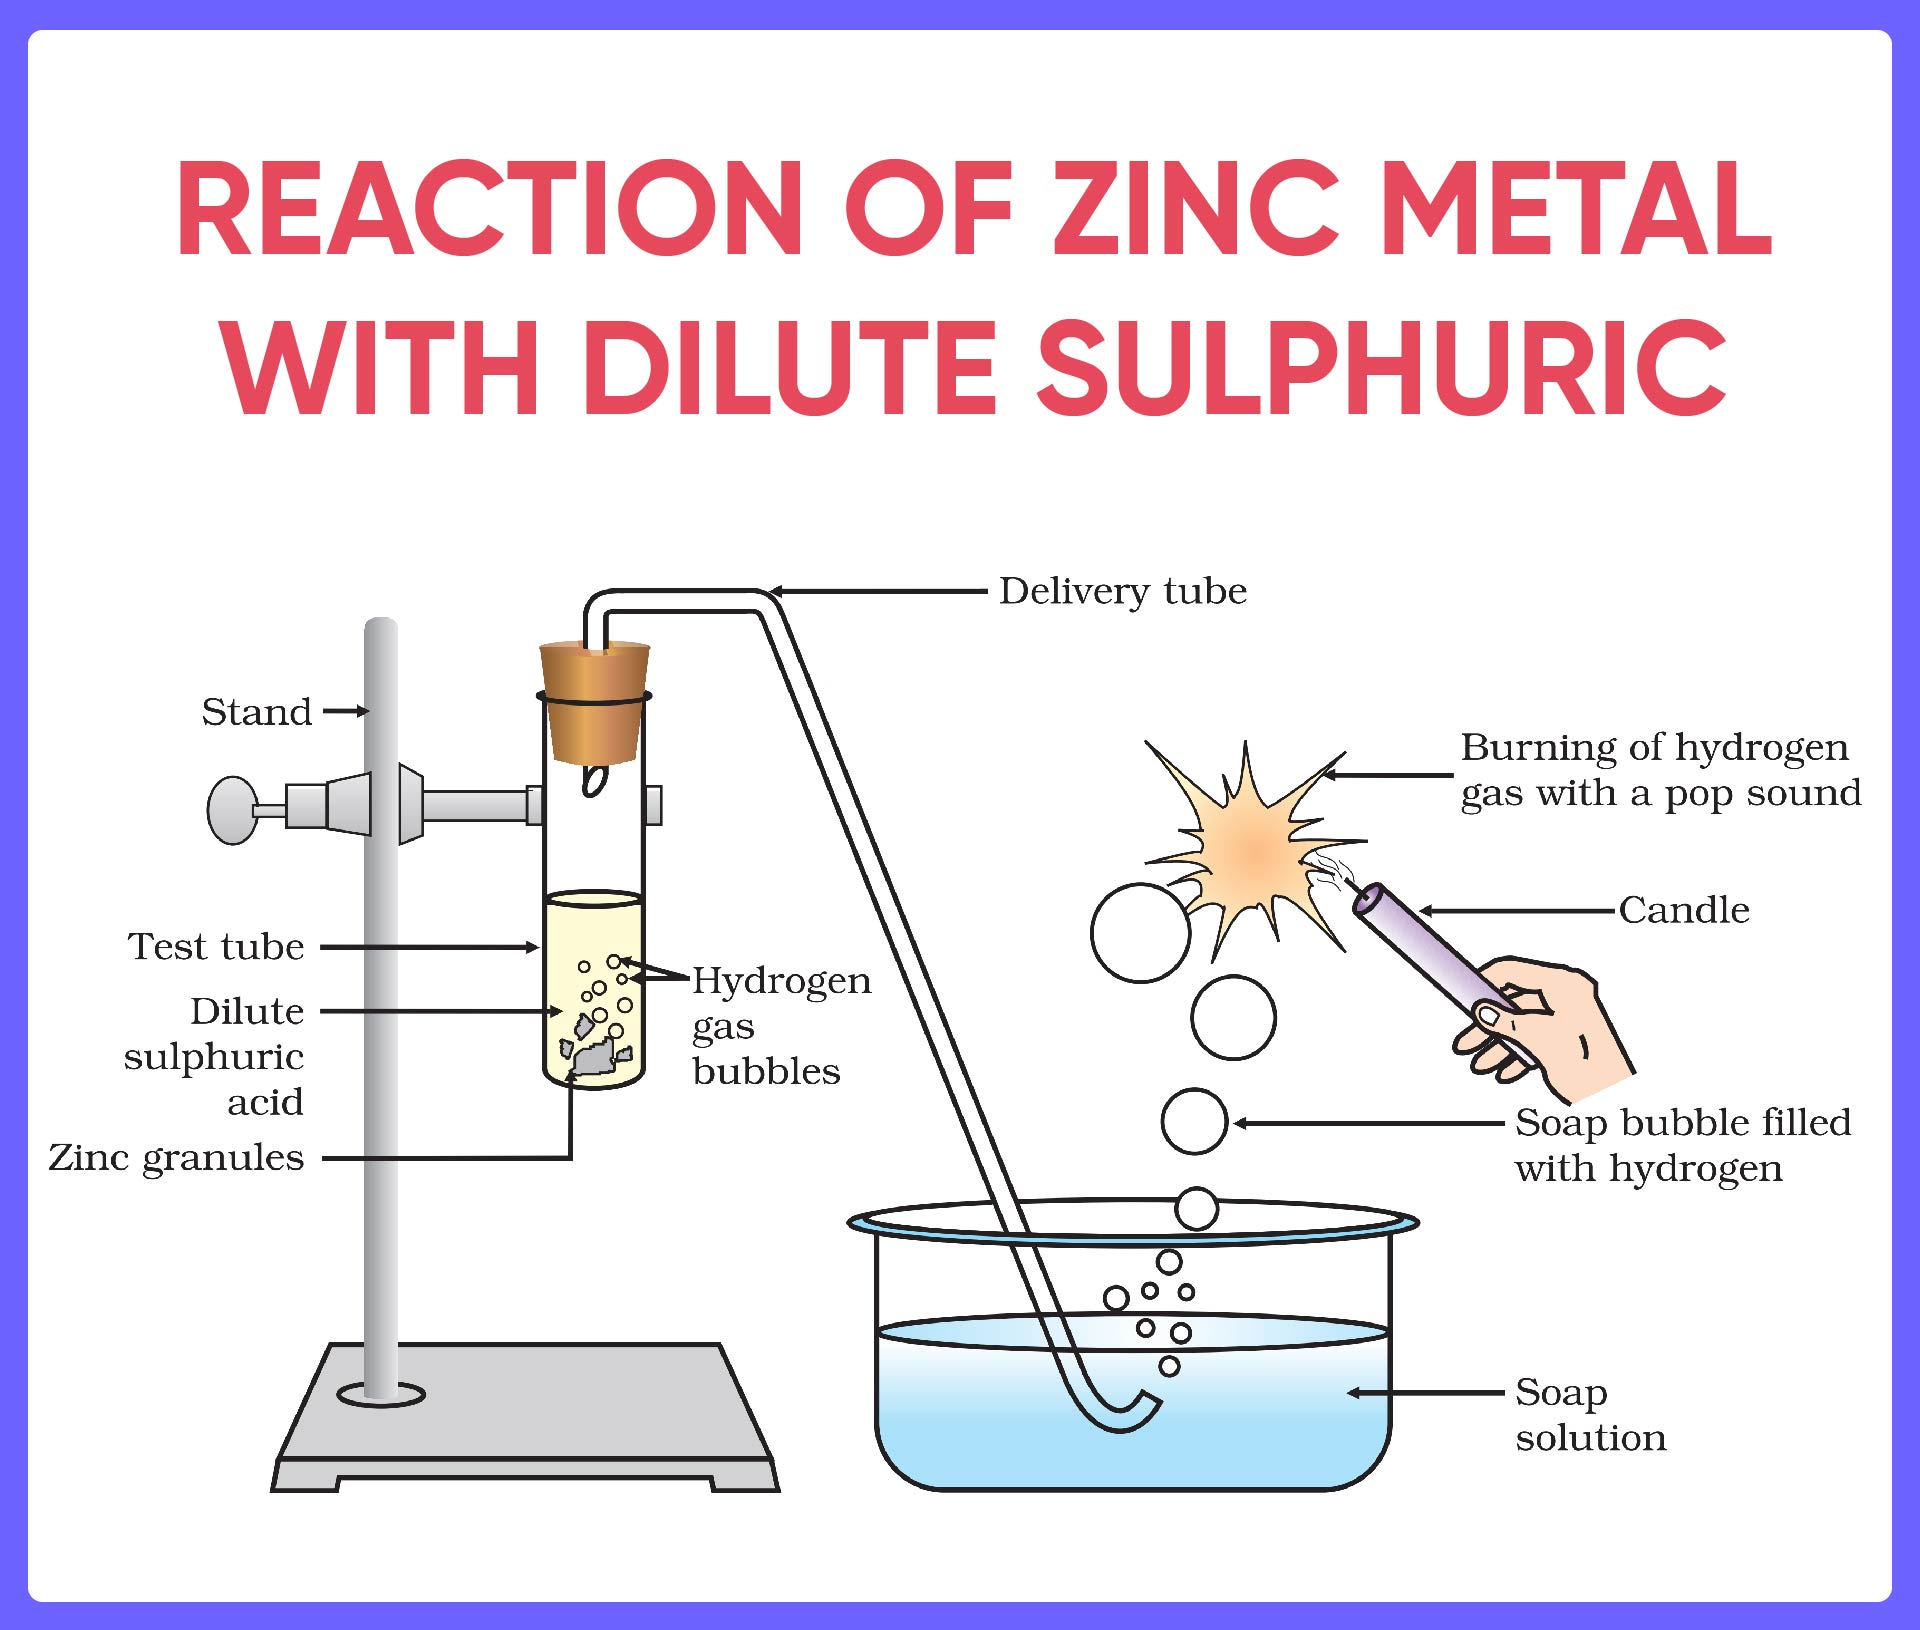 REACTION OF ZINC METAL
WITH DILUTE SULPHURIC
Delivery tube
Stand
Burning of hydrogen
gas with a pop sound
Candle
Test tube
Hydrogen
gas
bubbles
Dilute
sulphuric
acid
Zinc granules
Soap bubble filled
with hydrogen
Soap
solution